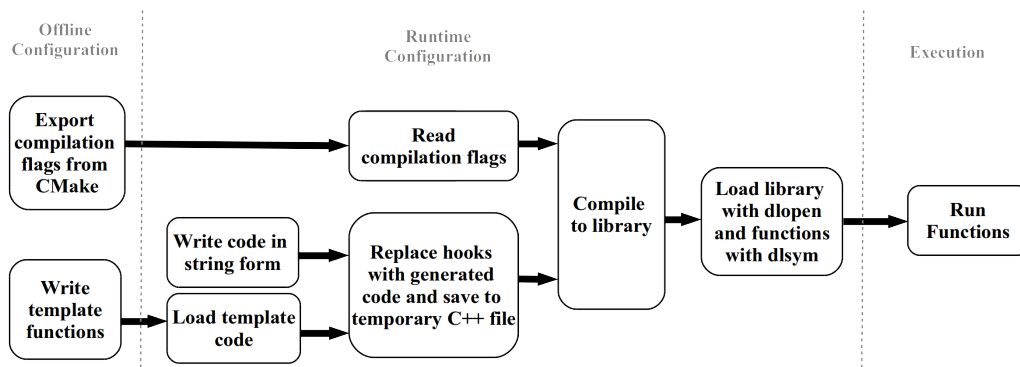 Offline
Configuration
Runtime
Configuration
Execution
Export
compilation
flags from
CMake
Read
compilation flags
Compile
to library
Load library
with dlopen
and functions
with dlsym
Run
Functions
Write code in
string form
Replace hooks
with generated
code and save to
temporary C++ file
Write
template
functions
Load template
code